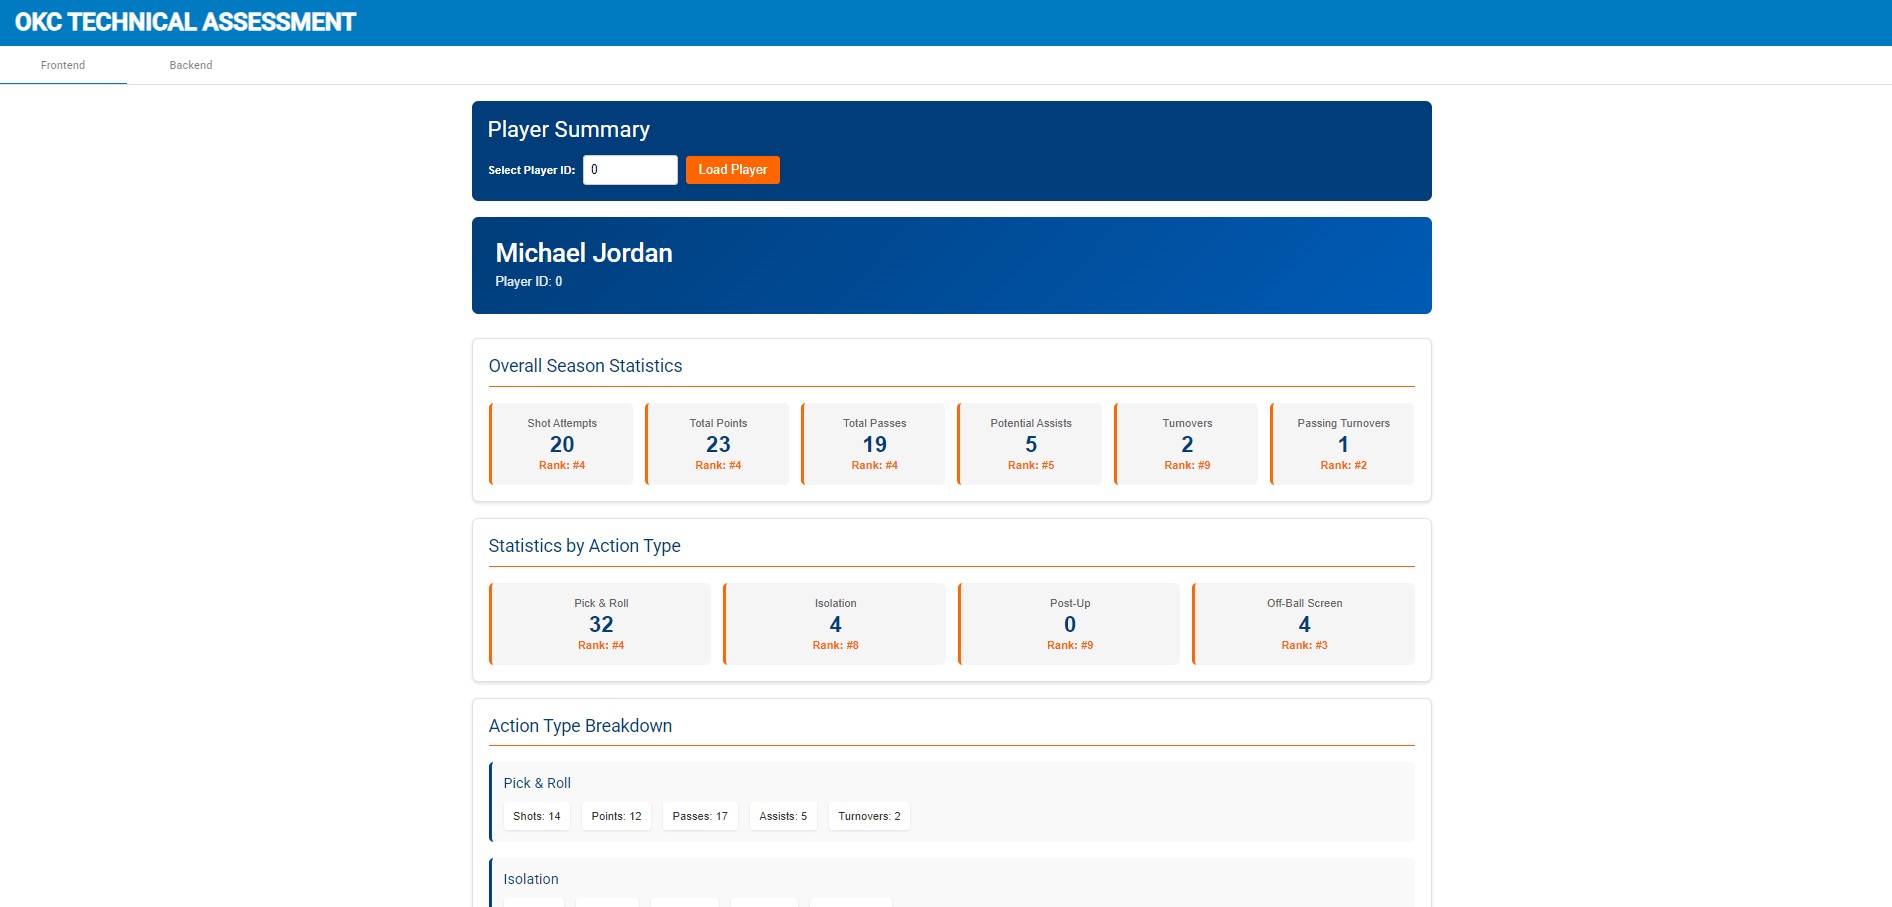 OKC TECHNICAL ASSESSMENT
Frontend Backend
Player Summary
Select Player ID: 0 Load Player
Michael Jordan
Player ID: 0
Overall Season Statistics
Shot Attempts Total Points Total Passes Potential Assists Turnovers Passing Turnovers
20 23 19 5 2 1
Rank: #4 Rank: #4 Rank: #4 Rank: #5 Rank: #9 Rank: #2
Statistics by Action Type
Pick & Roll Isolation Post-Up Off-Ball Screen
32 4 0 4
Rank: #4 Rank: #8 Rank: #9 Rank: #3
Action Type Breakdown
Pick & Roll
Shots: 14 Points: 12 Passes: 17 Assists: 5 Turnovers: 2
Isolation